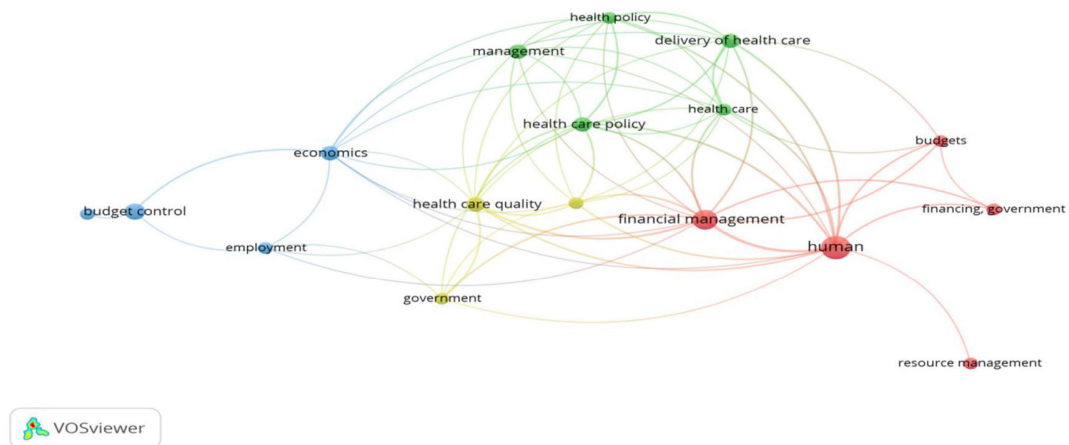 health policy
delivery of health care
management
health care
health care policy
budgets
economics
health care quality
budget control
financial management
financing, government
employment
human
government
resource management
VOSviewer